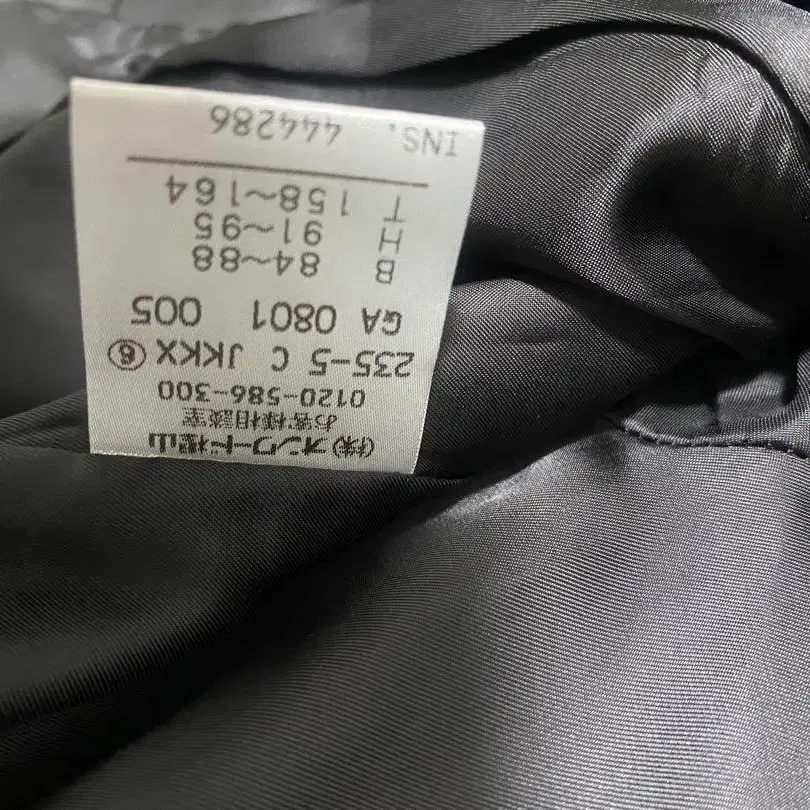 (株)オンワード樫山
お客様相談室
0120-586-300
235-5 C JKKX ⑥
GA 0801 005
B 84~88
H 91~95
T 158~164
INS. 444286